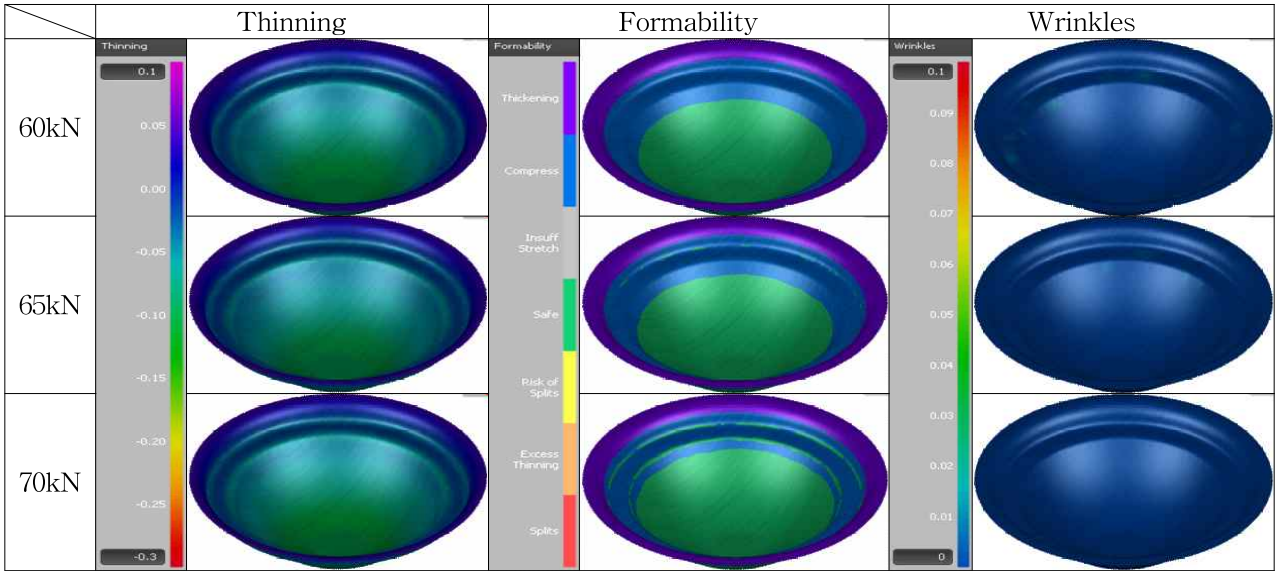 Thinning
Formability
Wrinkles
60kN
65kN
70kN
Thinning
0.1
0.05
0.00
-0.05
-0.10
-0.15
-0.20
-0.25
-0.3
Formability
Thickening
Compress
Insuff
Stretch
Safe
Risk of
Splits
Excess
Thinning
Splits
Wrinkles
0.1
0.09
0.08
0.07
0.06
0.05
0.04
0.03
0.02
0.01
0